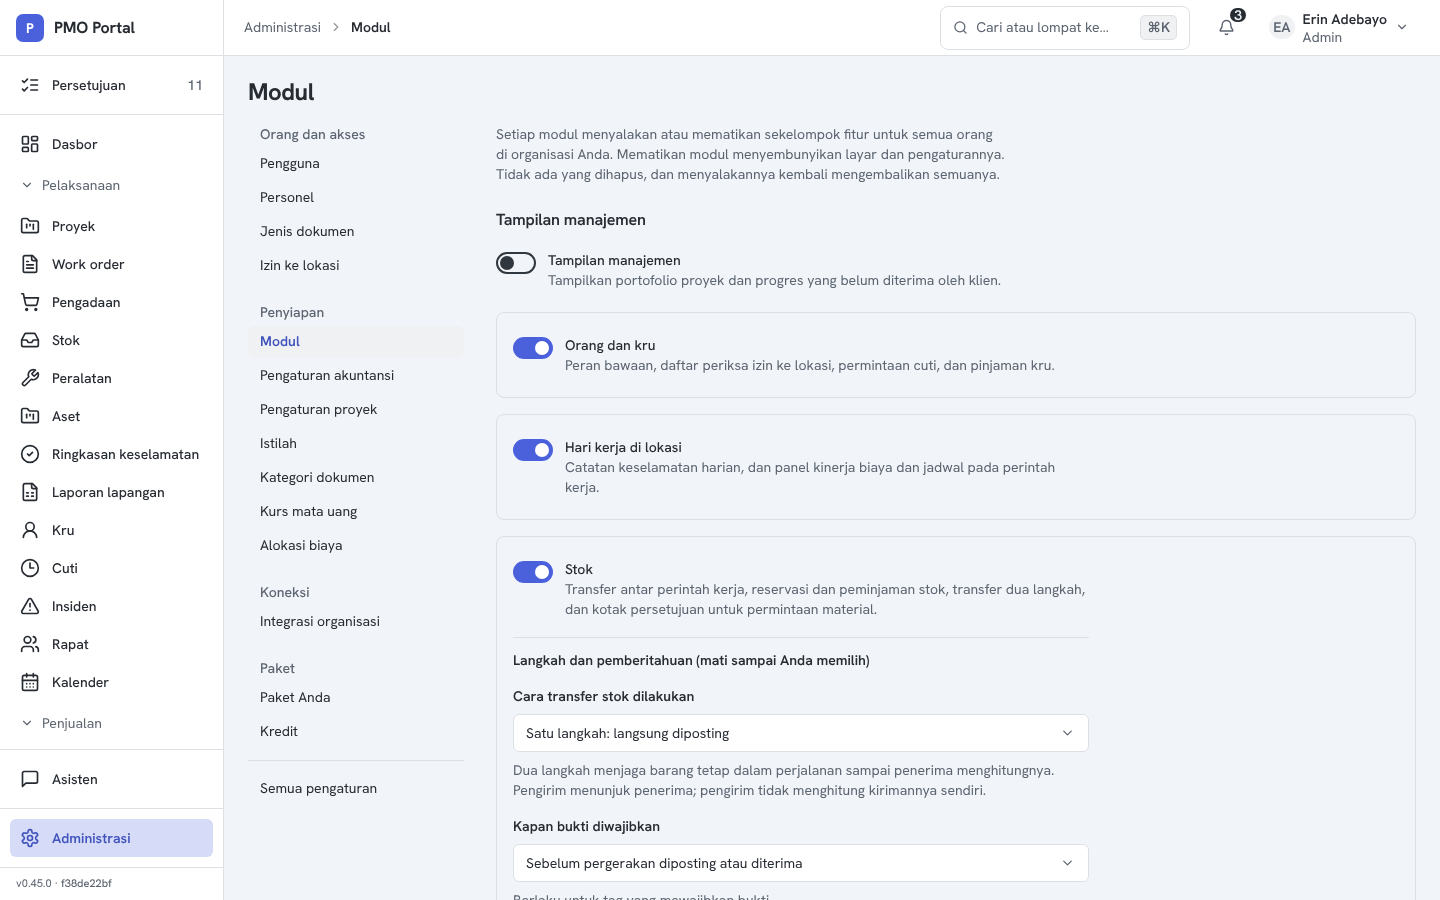 P PMO Portal
Administrasi > Modul
Cari atau lompat ke...
⌘K
3
EA
Erin Adebayo
Admin
Persetujuan 11
Dasbor
Pelaksanaan
Proyek
Work order
Pengadaan
Stok
Peralatan
Aset
Ringkasan keselamatan
Laporan lapangan
Kru
Cuti
Insiden
Rapat
Kalender
Penjualan
Asisten
Administrasi
v0.45.0 · f38de22bf
Modul
Orang dan akses
Pengguna
Personel
Jenis dokumen
Izin ke lokasi
Penyiapan
Modul
Pengaturan akuntansi
Pengaturan proyek
Istilah
Kategori dokumen
Kurs mata uang
Alokasi biaya
Koneksi
Integrasi organisasi
Paket
Paket Anda
Kredit
Semua pengaturan
Setiap modul menyalakan atau mematikan sekelompok fitur untuk semua orang
di organisasi Anda. Mematikan modul menyembunyikan layar dan pengaturannya.
Tidak ada yang dihapus, dan menyalakannya kembali mengembalikan semuanya.
Tampilan manajemen
Tampilan manajemen
Tampilkan portofolio proyek dan progres yang belum diterima oleh klien.
Orang dan kru
Peran bawaan, daftar periksa izin ke lokasi, permintaan cuti, dan pinjaman kru.
Hari kerja di lokasi
Catatan keselamatan harian, dan panel kinerja biaya dan jadwal pada perintah
kerja.
Stok
Transfer antar perintah kerja, reservasi dan peminjaman stok, transfer dua langkah,
dan kotak persetujuan untuk permintaan material.
Langkah dan pemberitahuan (mati sampai Anda memilih)
Cara transfer stok dilakukan
Satu langkah: langsung diposting
Dua langkah menjaga barang tetap dalam perjalanan sampai penerima menghitungnya.
Pengirim menunjuk penerima; pengirim tidak menghitung kirimannya sendiri.
Kapan bukti diwajibkan
Sebelum pergerakan diposting atau diterima
Berlaku untuk tag yang mewajibkan bukti.